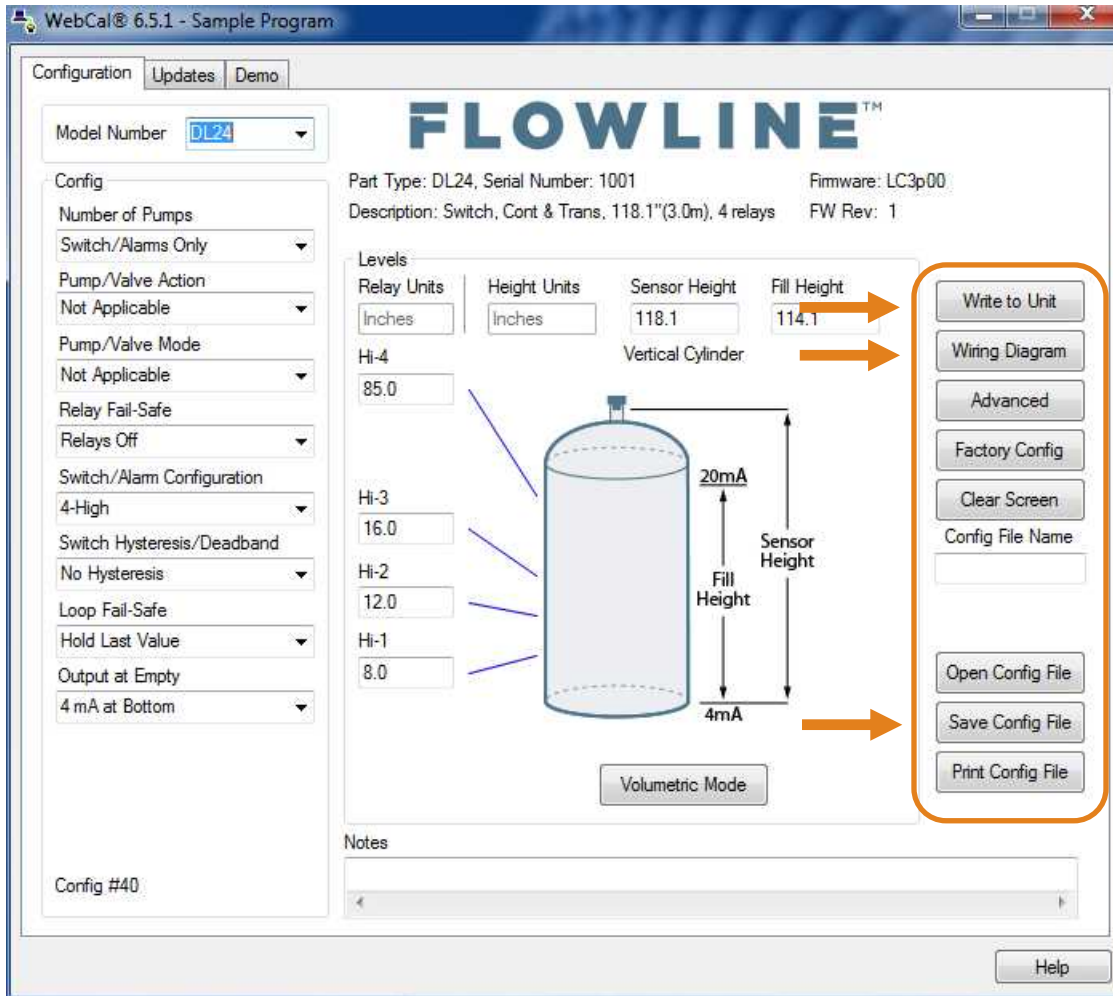 WebCal® 6.5.1 - Sample Program
Configuration Updates Demo
Model Number DL24
FLOWLINE™
Config
Number of Pumps
Switch/Alarms Only
Pump/Valve Action
Not Applicable
Pump/Valve Mode
Not Applicable
Relay Fail-Safe
Relays Off
Switch/Alarm Configuration
4-High
Switch Hysteresis/Deadband
No Hysteresis
Loop Fail-Safe
Hold Last Value
Output at Empty
4 mA at Bottom
Config #40
Part Type: DL24, Serial Number: 1001 Firmware: LC3p00
Description: Switch, Cont & Trans, 118.1"(3.0m), 4 relays FW Rev: 1
Levels
Relay Units Height Units Sensor Height Fill Height
Inches Inches 118.1 114.1
Vertical Cylinder
Hi-4
85.0
Hi-3
16.0
Hi-2
12.0
Hi-1
8.0
20mA
Sensor
Height
Fill
Height
4mA
Volumetric Mode
Write to Unit
Wiring Diagram
Advanced
Factory Config
Clear Screen
Config File Name
Open Config File
Save Config File
Print Config File
Notes
Help